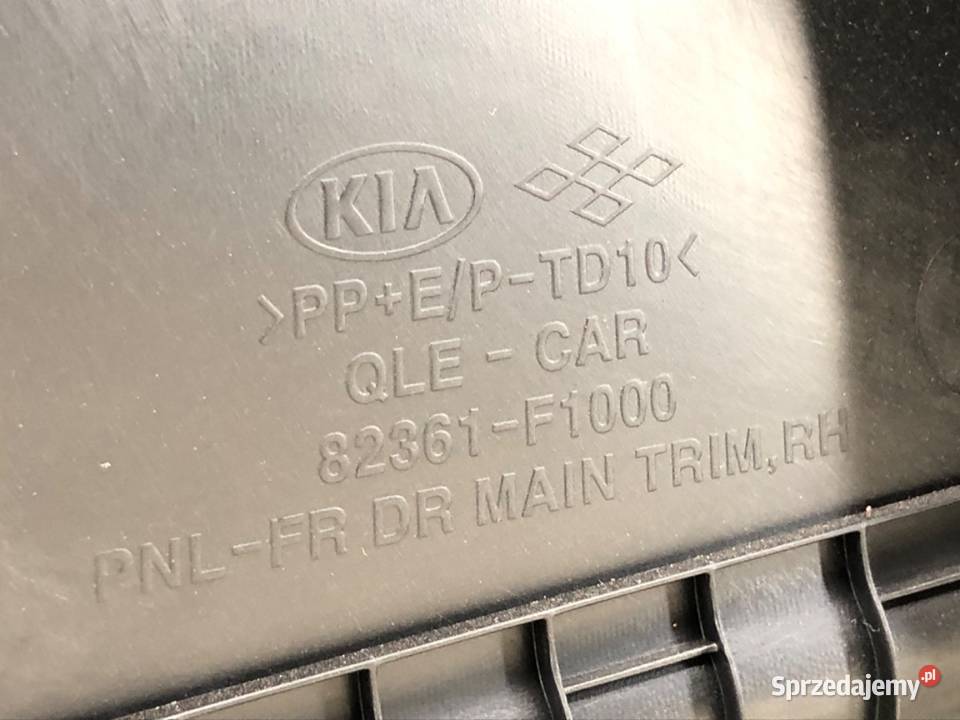 KIA
>PP+E/P-TD10<
QLE - CAR
82361-F1000
PNL-FR DR MAIN TRIM,RH
Sprzedajemy.pl